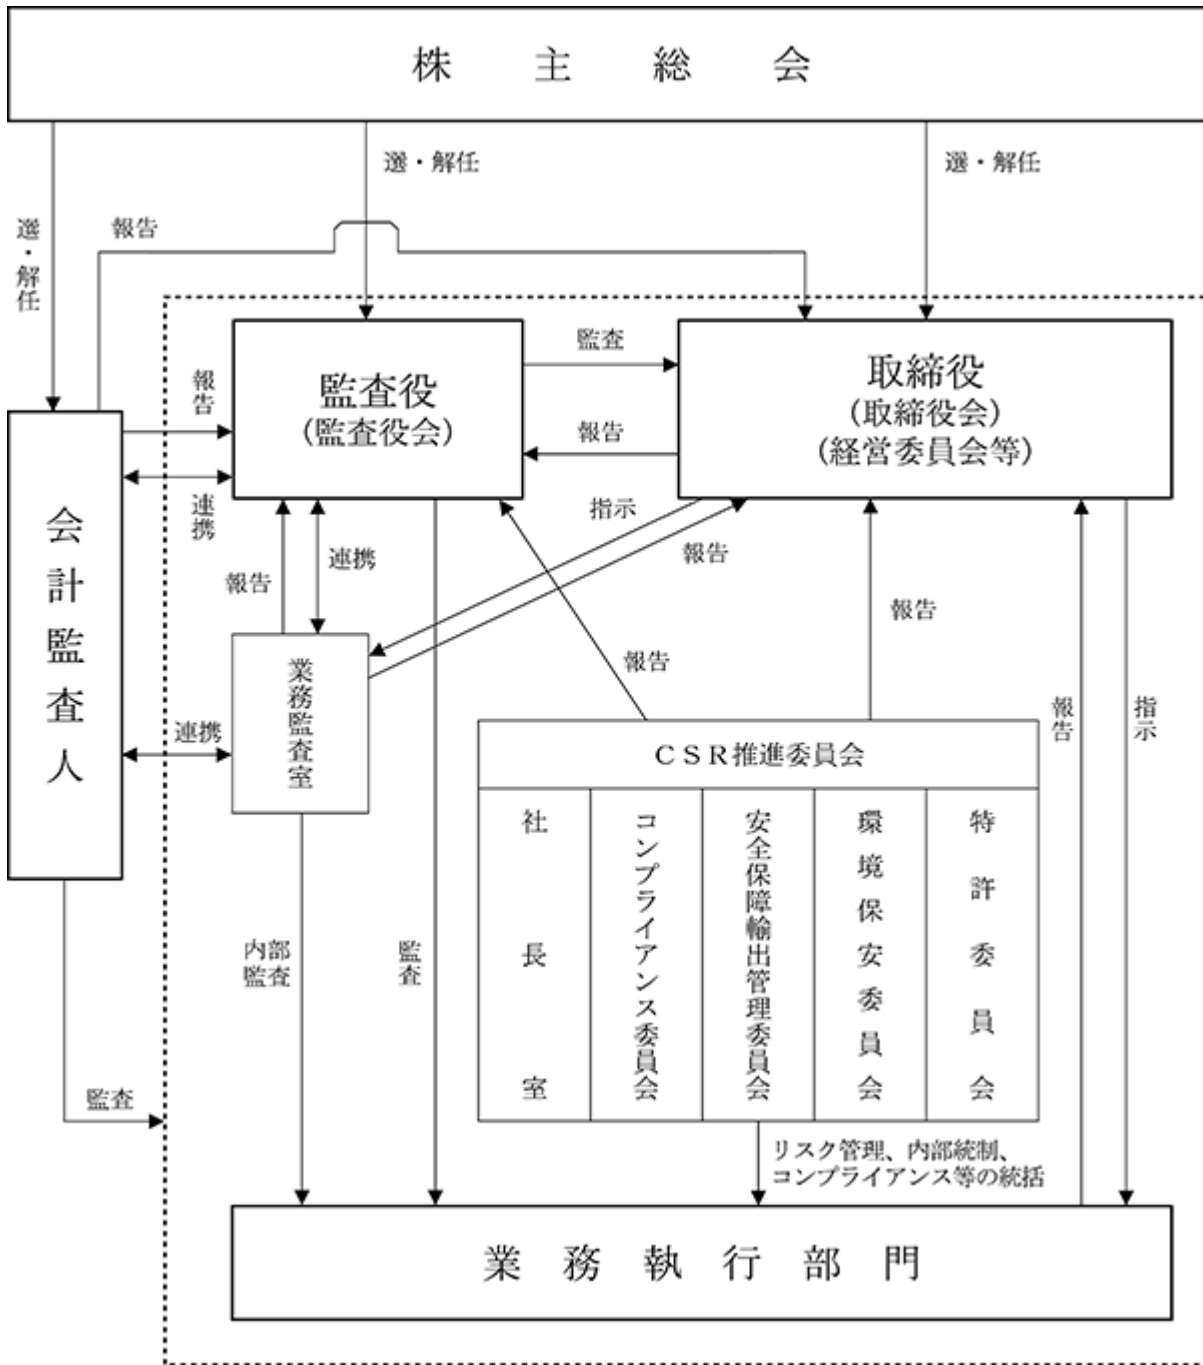 株主総会
選・解任
選・解任
選・解任
報告
監査役
(監査役会)
監査
報告
取締役
(取締役会)
(経営委員会等)
報告
連携
会計監査人
報告
連携
指示
報告
報告
報告
業務監査室
連携
CSR推進委員会
社長室
コンプライアンス委員会
安全保障輸出管理委員会
環境保安委員会
特許委員会
報告
指示
内部
監査
監査
監査
リスク管理、内部統制、
コンプライアンス等の統括
業務執行部門